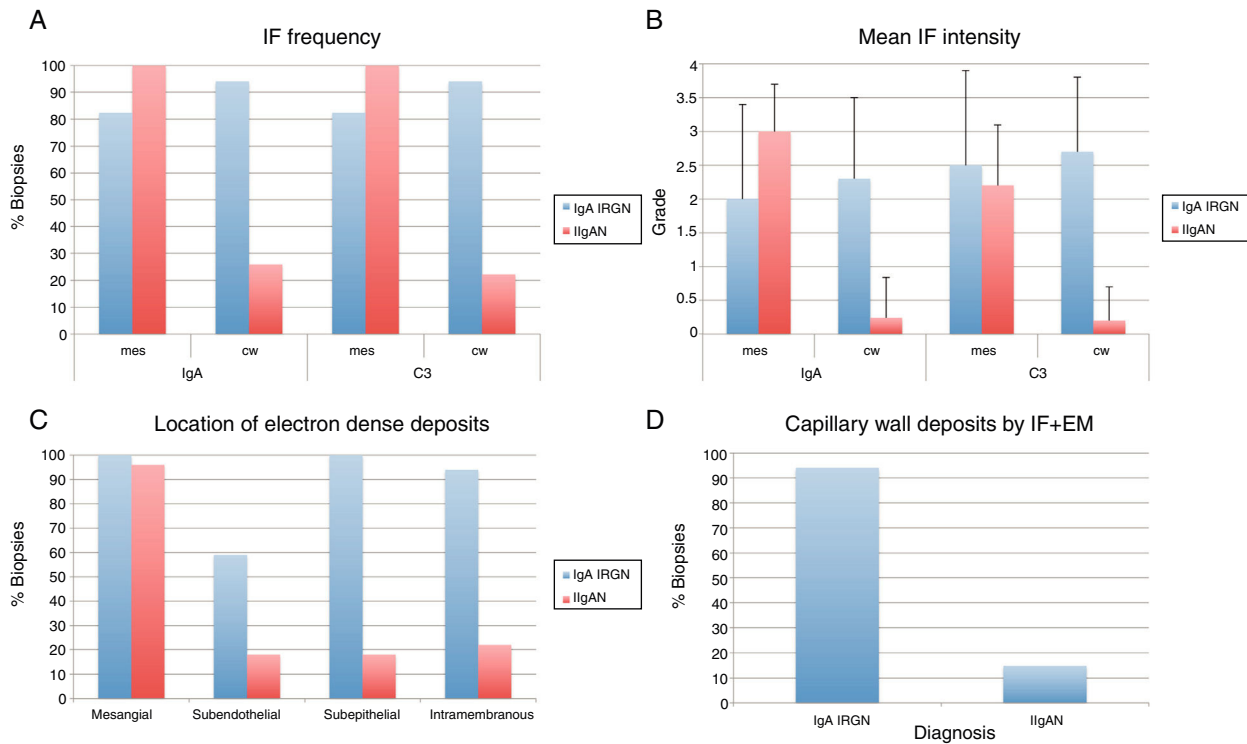 A
IF frequency
% Biopsies
100
90
80
70
60
50
40
30
20
10
0
mes
cw
mes
cw
IgA
C3
IgA IRGN
IIgAN
B
Mean IF intensity
Grade
4
3.5
3
2.5
2
1.5
1
0.5
0
mes
cw
mes
cw
IgA
C3
IgA IRGN
IIgAN
C
Location of electron dense deposits
% Biopsies
100
90
80
70
60
50
40
30
20
10
0
Mesangial
Subendothelial
Subepithelial
Intramembranous
IgA IRGN
IIgAN
D
Capillary wall deposits by IF+EM
% Biopsies
100
90
80
70
60
50
40
30
20
10
0
IgA IRGN
IIgAN
Diagnosis